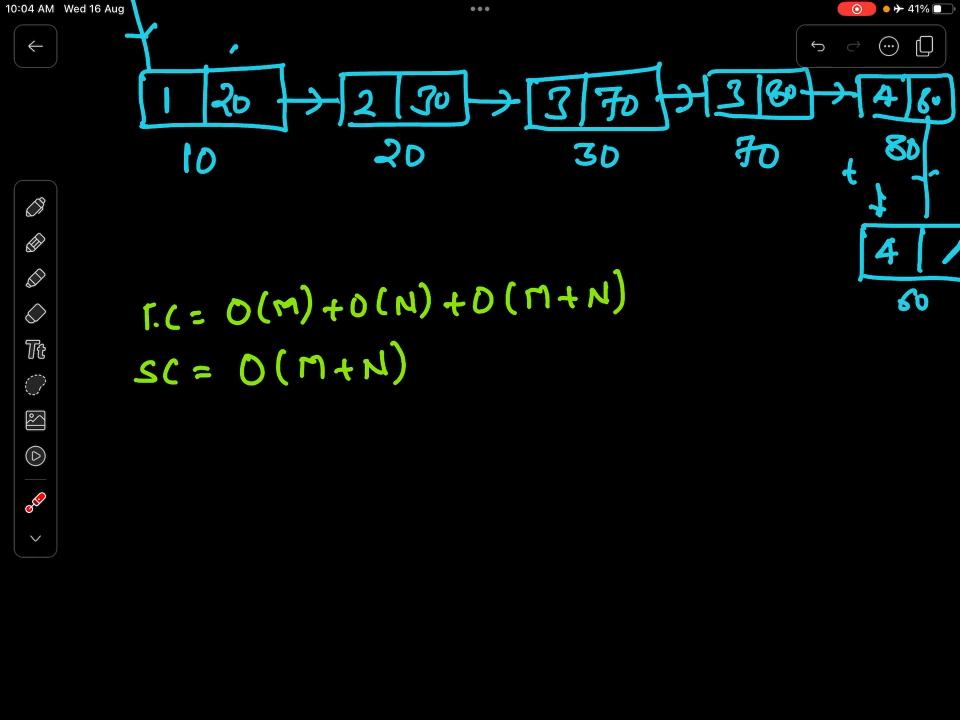 10:04 AM Wed 16 Aug
41%
1 20 2 30 3 70 3 80 4 60
10 20 30 70 80
t
4
60
T.C = O(M) + O(N) + O(M+N)
SC = O(M+N)
Tt